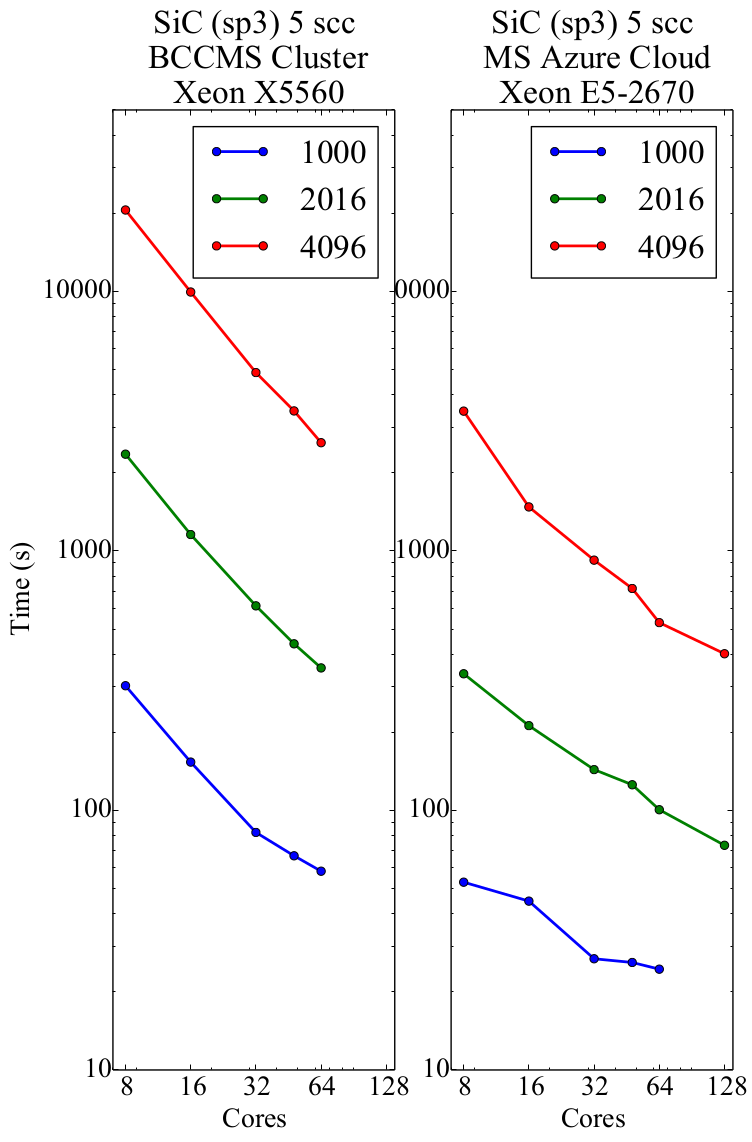 SiC (sp3) 5 scc
BCCMS Cluster
Xeon X5560
1000
2016
4096
10000
1000
100
10
Time (s)
8 16 32 64 128
Cores
SiC (sp3) 5 scc
MS Azure Cloud
Xeon E5-2670
1000
2016
4096
0000
1000
100
10
8 16 32 64 128
Cores